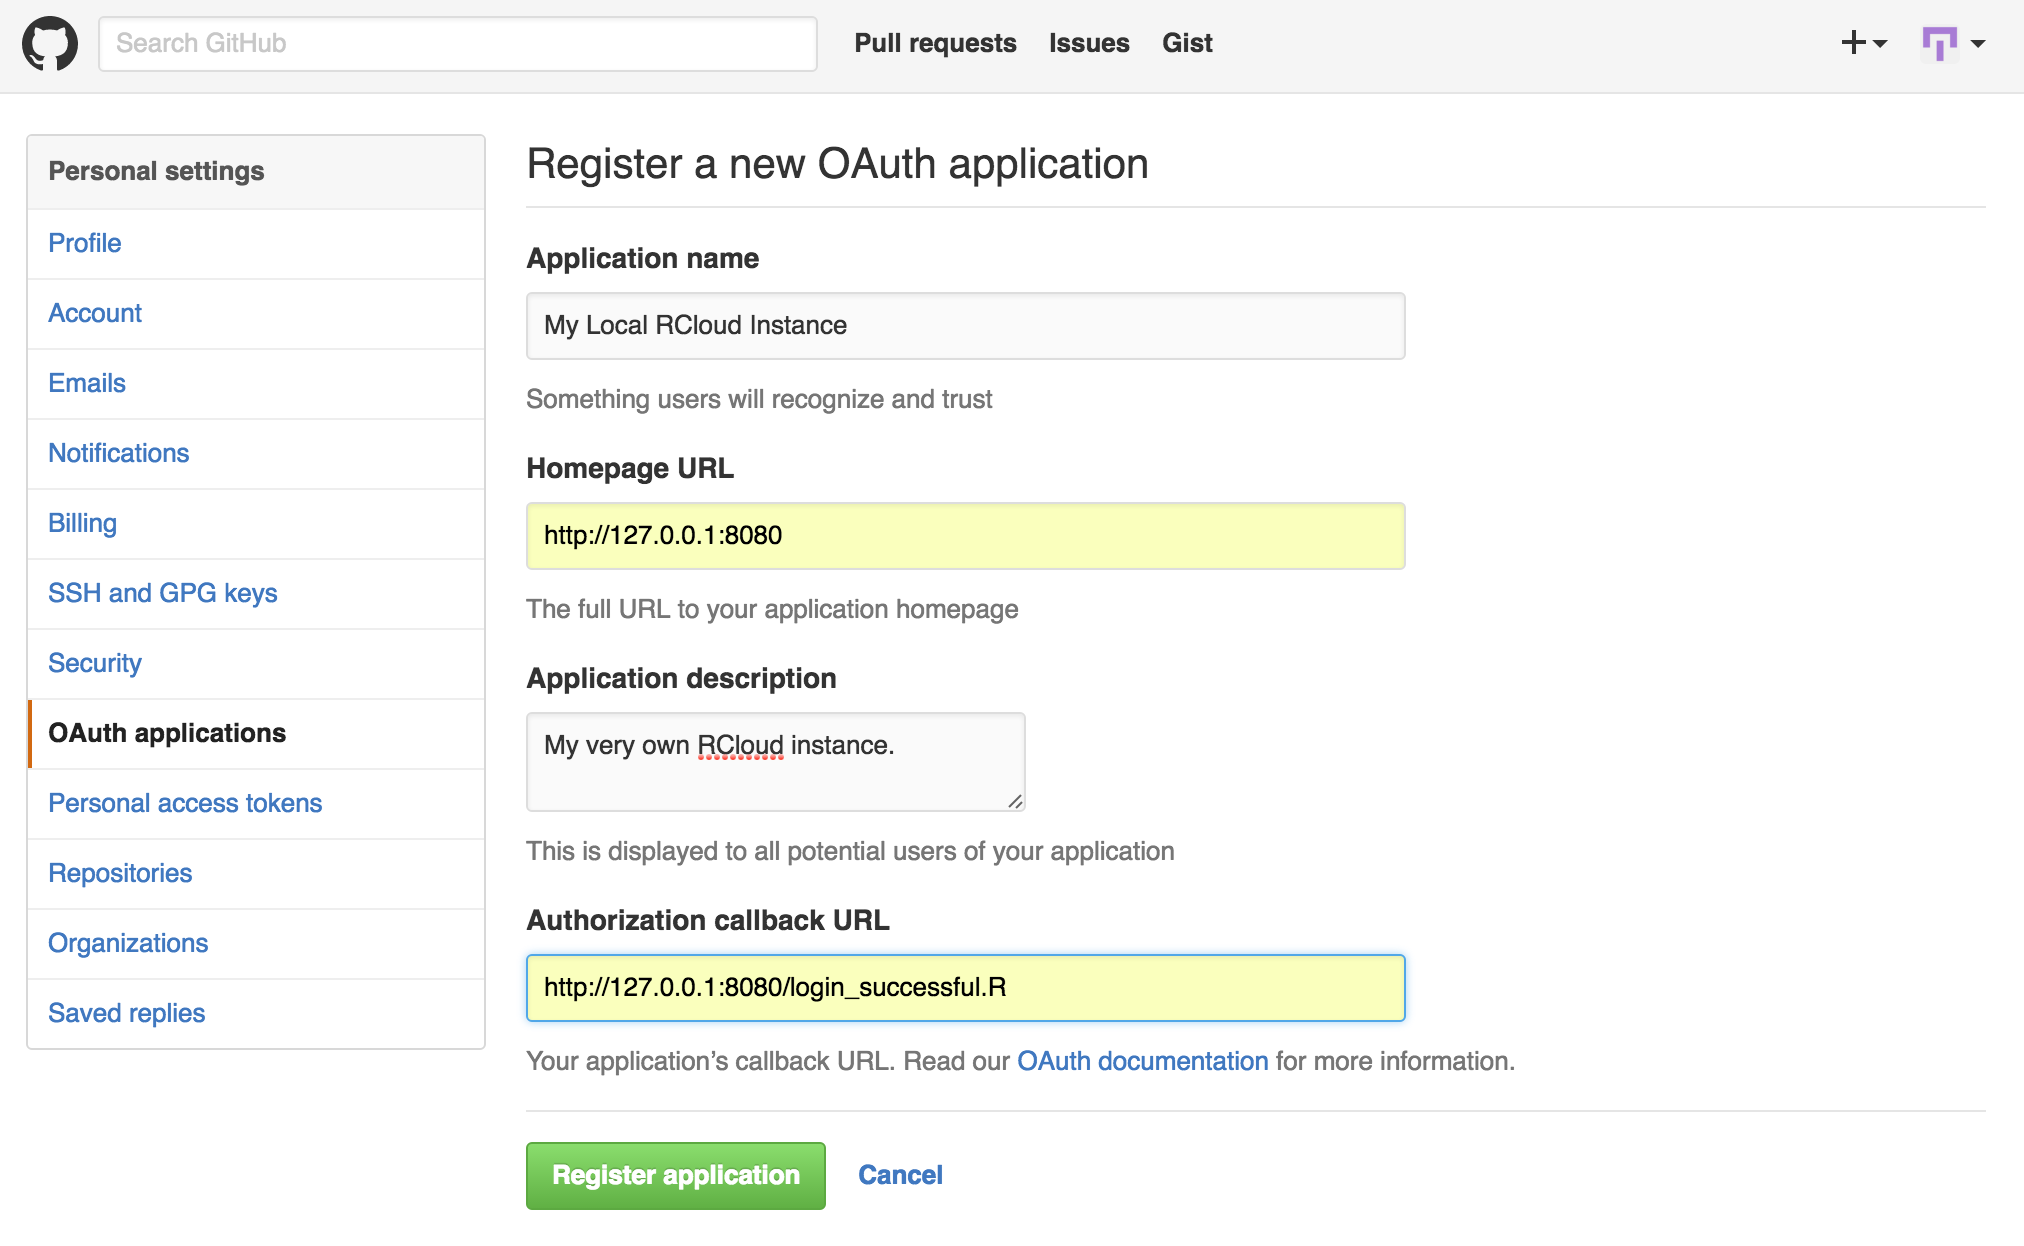 Search GitHub
Pull requests
Issues
Gist
Personal settings
Profile
Account
Emails
Notifications
Billing
SSH and GPG keys
Security
OAuth applications
Personal access tokens
Repositories
Organizations
Saved replies
Register a new OAuth application
Application name
My Local RCloud Instance
Something users will recognize and trust
Homepage URL
http://127.0.0.1:8080
The full URL to your application homepage
Application description
My very own RCloud instance.
This is displayed to all potential users of your application
Authorization callback URL
http://127.0.0.1:8080/login_successful.R
Your application’s callback URL. Read our OAuth documentation for more information.
Register application
Cancel